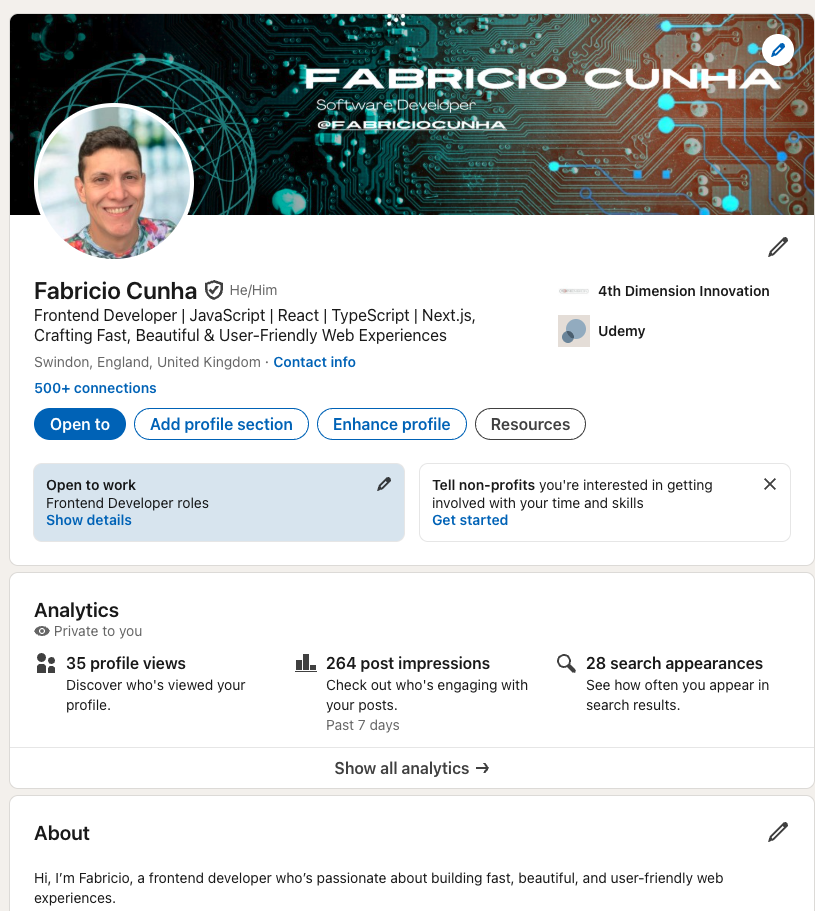 FABRICIO CUNHA
Software Developer
@FABRICIOCUNHA
Fabricio Cunha He/Him
Frontend Developer | JavaScript | React | TypeScript | Next.js,
Crafting Fast, Beautiful & User-Friendly Web Experiences
Swindon, England, United Kingdom · Contact info
500+ connections
4th Dimension Innovation
Udemy
Open to
Add profile section
Enhance profile
Resources
Open to work
Frontend Developer roles
Show details
Tell non-profits you're interested in getting
involved with your time and skills
Get started
Analytics
Private to you
35 profile views
Discover who's viewed your
profile.
264 post impressions
Check out who's engaging with
your posts.
Past 7 days
28 search appearances
See how often you appear in
search results.
Show all analytics →
About
Hi, I’m Fabricio, a frontend developer who’s passionate about building fast, beautiful, and user-friendly web
experiences.